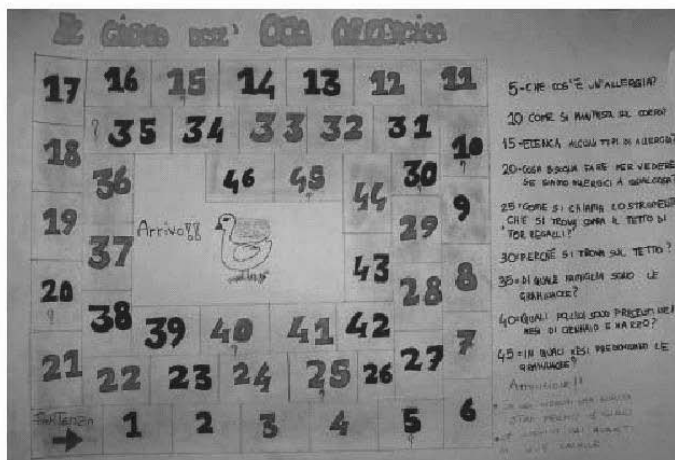 IL GIOCO DELL' OCA ALLERGICA
17 16 15 14 13 12 11
? 35 34 33 32 31
18 10
36 46 45 44 30
19 Arrivo!! 29 9
37 43 28 8
20
38 39 40 41 42 27 7
21 22 23 24 25 26
PARTENZA 1 2 3 4 5 6
5-CHE COS'È UN'ALLERGIA?
10 COME SI MANIFESTA SUL CORPO?
15-ELENCA ALCUNI TIPI DI ALLERGIA?
20-COSA BISOGNA FARE PER VEDERE
SE SIAMO ALLERGICI A QUALCOSA?
25-COME SI CHIAMA LO STRUMENTO
CHE SI TROVA SOPRA IL TETTO DI
TOR REGALLI?
30-PERCHÈ SI TROVA SUL TETTO?
35-DI QUALE FAMIGLIA SONO LE
GRAMINACEE?
40-QUALI POLLINI SONO PRESENTI NEI
MESI DI GENNAIO E MARZO?
45-IN QUALI MESI PREDOMINANO LE
GRAMINACEE?
ATTENZIONE!!